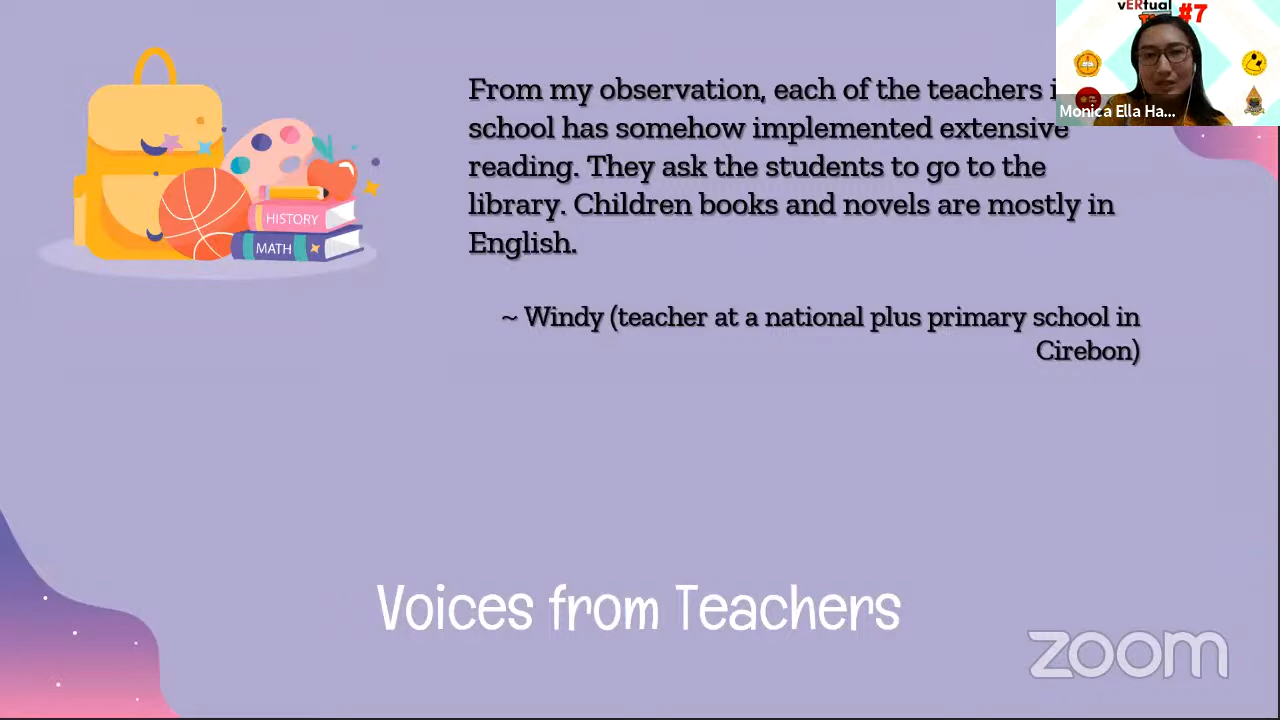 vERtual
#7
Monica Ella Ha...
From my observation, each of the teachers
school has somehow implemented extensive
reading. They ask the students to go to the
library. Children books and novels are mostly in
English.
~ Windy (teacher at a national plus primary school in
Cirebon)
HISTORY
MATH
Voices from Teachers
zoom